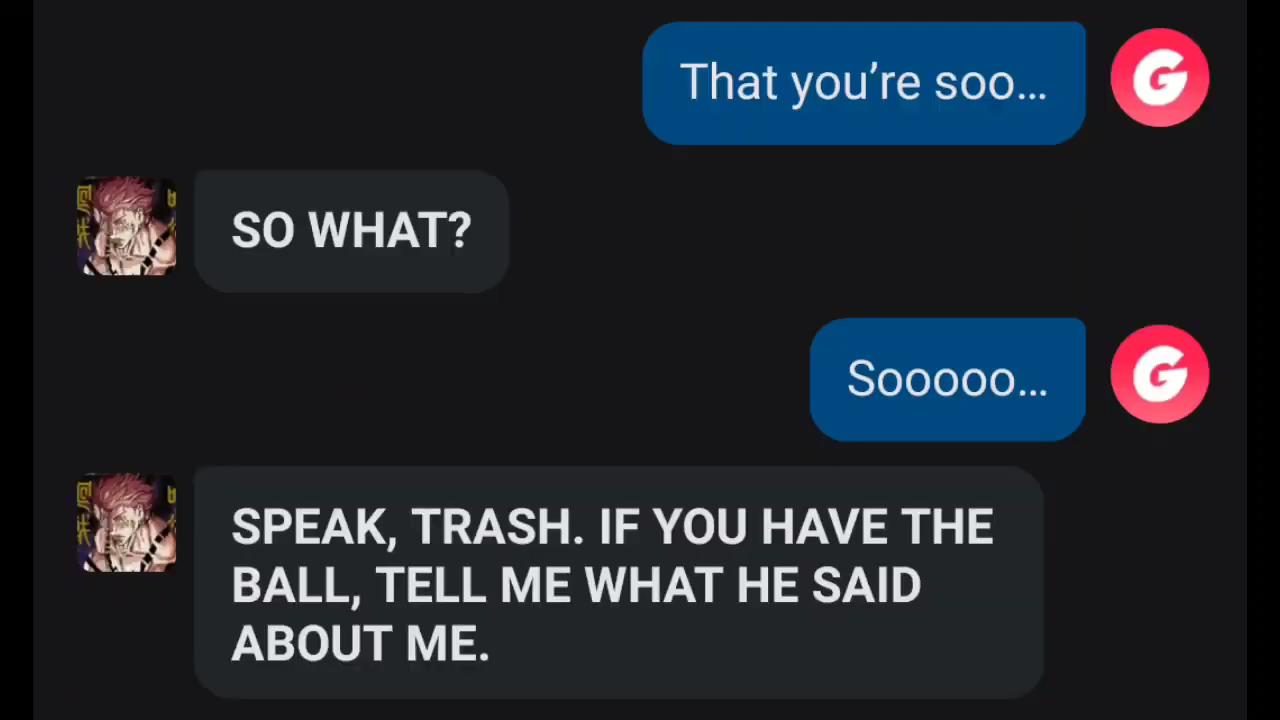 That you’re soo…
SO WHAT?
Sooooo…
SPEAK, TRASH. IF YOU HAVE THE
BALL, TELL ME WHAT HE SAID
ABOUT ME.